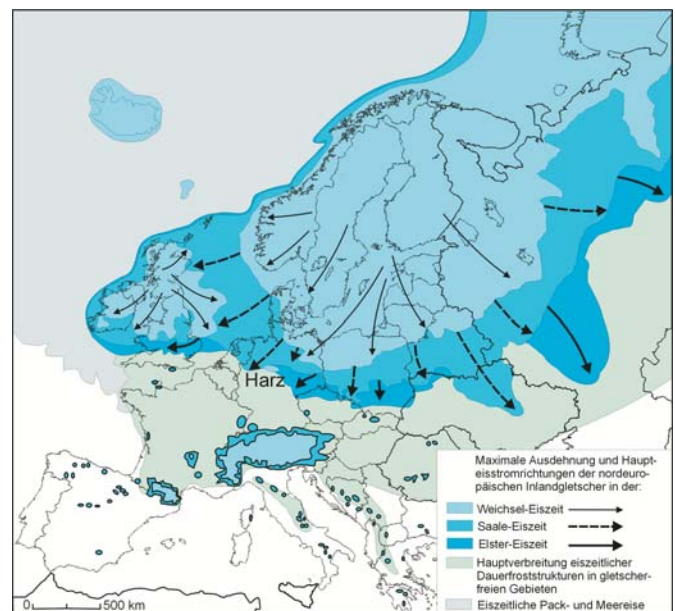 Harz
Maximale Ausdehnung und Haupt-
eisstromrichtungen der nordeuro-
päischen Inlandgletscher in der:
Weichsel-Eiszeit
Saale-Eiszeit
Elster-Eiszeit
Hauptverbreitung eiszeitlicher
Dauerfroststrukturen in gletscher-
freien Gebieten
Eiszeitliche Pack- und Meereise
0 500 km